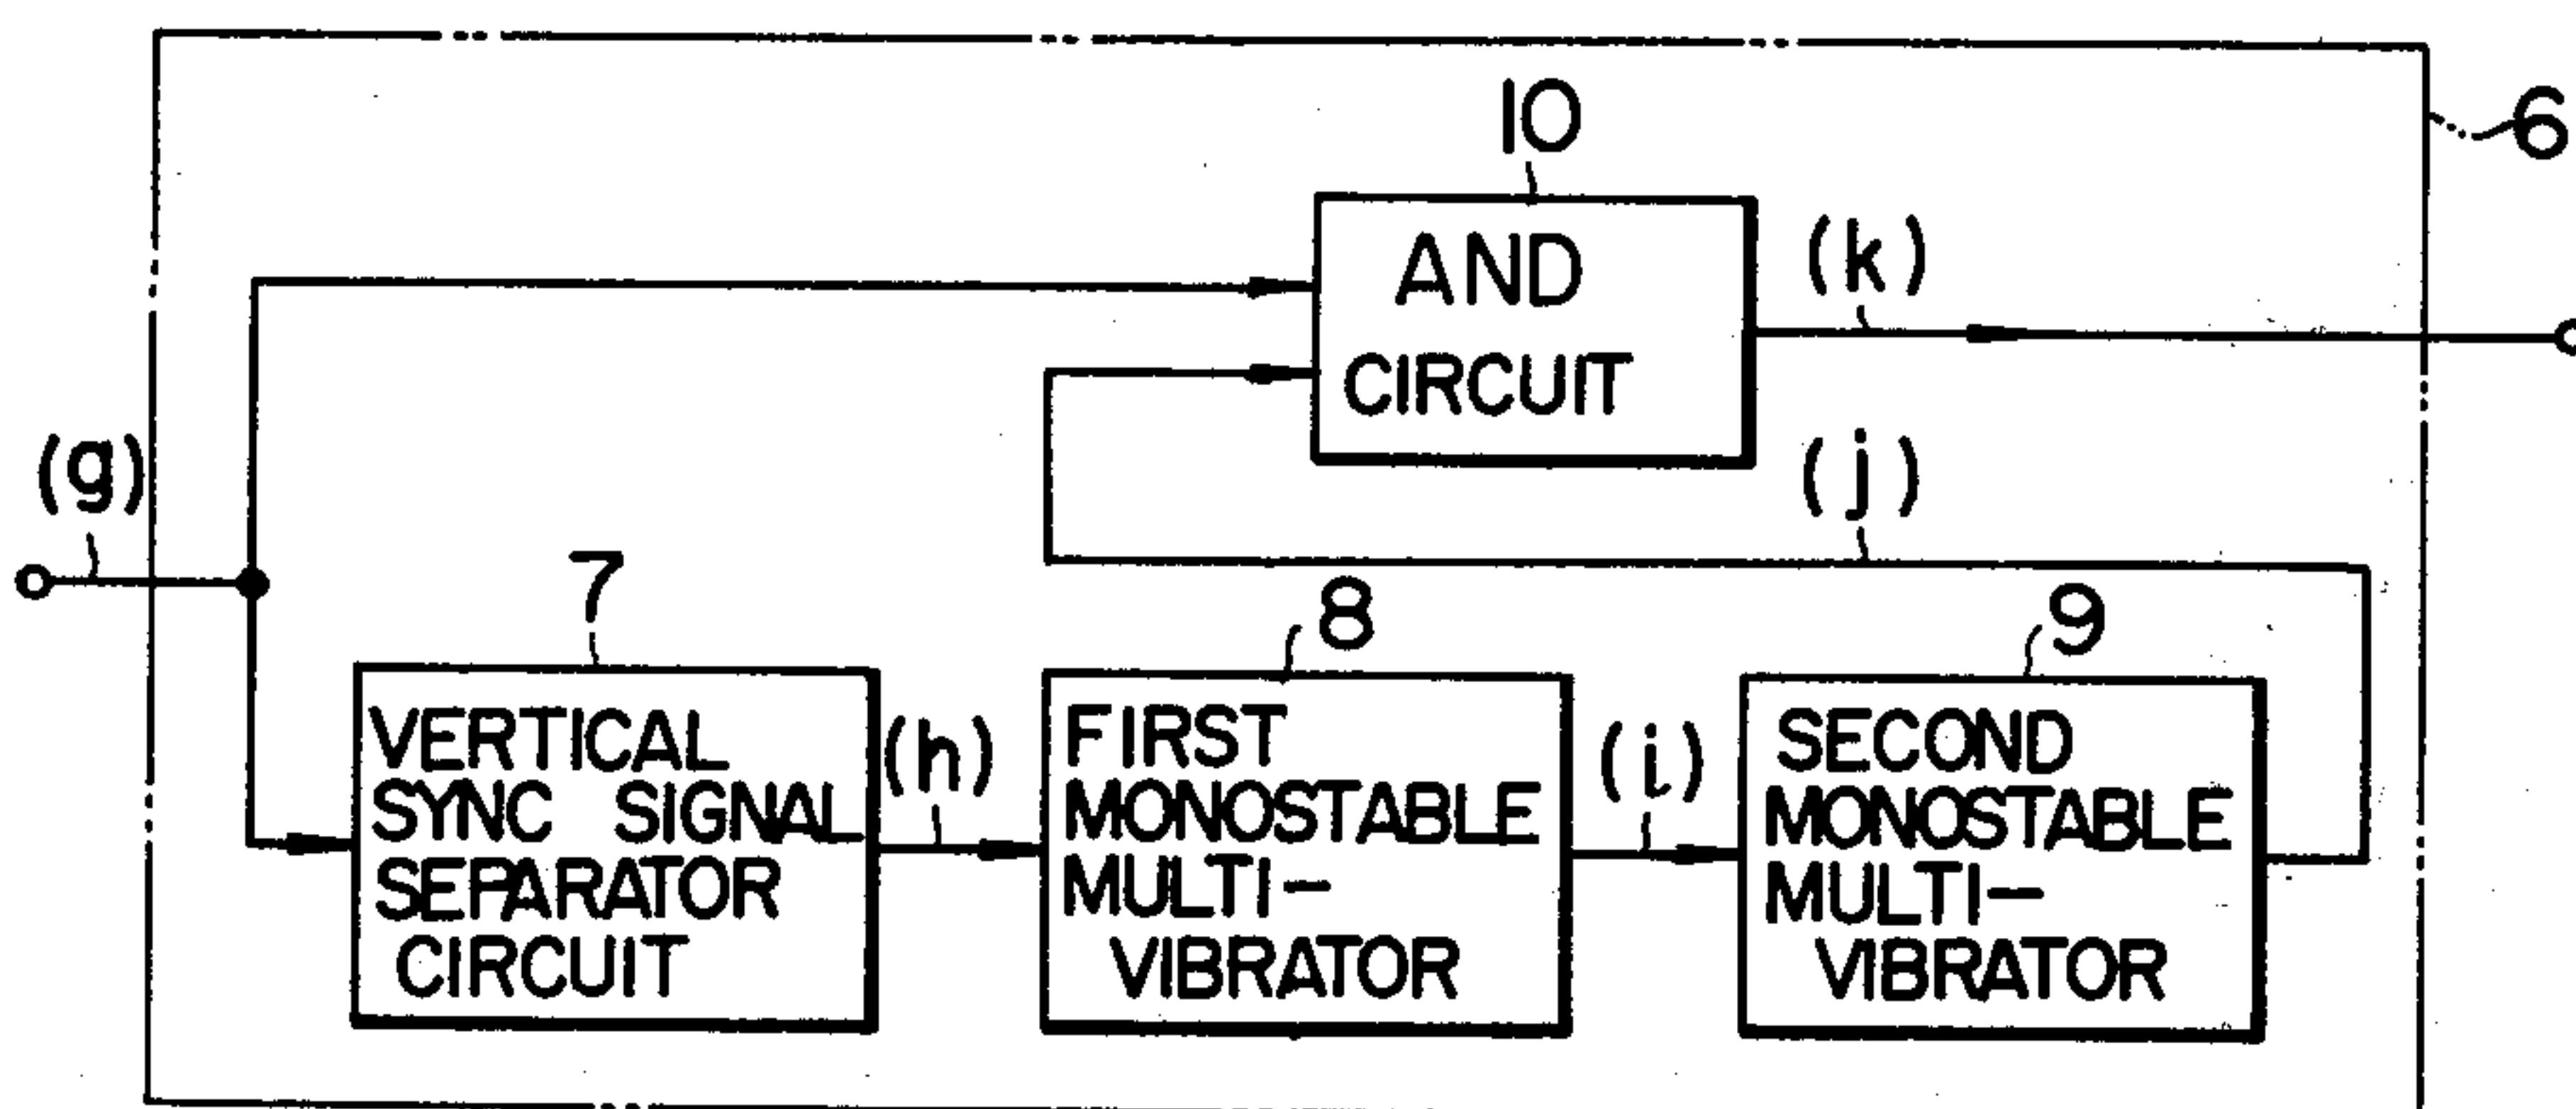 10
6
AND
CIRCUIT
(k)
(g)
(j)
7
8
9
VERTICAL
SYNC SIGNAL
SEPARATOR
CIRCUIT
(h)
FIRST
MONOSTABLE
MULTI-
VIBRATOR
(i)
SECOND
MONOSTABLE
MULTI-
VIBRATOR